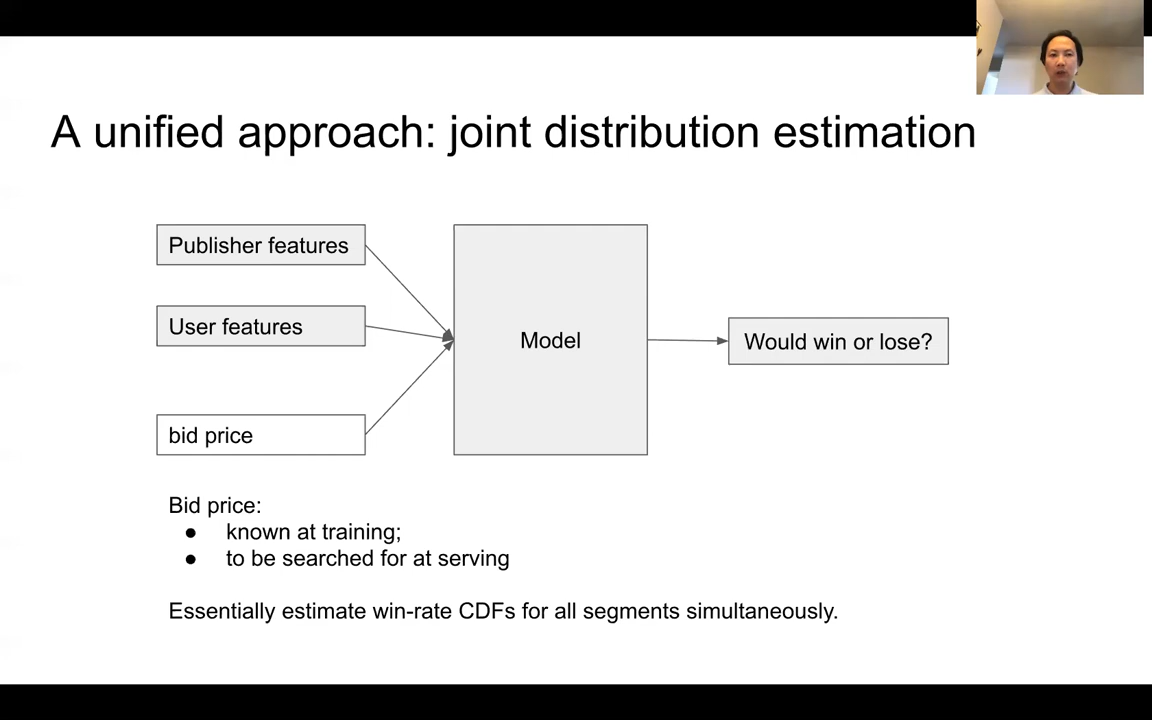 A unified approach: joint distribution estimation
Publisher features
User features
bid price
Model
Would win or lose?
Bid price:
● known at training;
● to be searched for at serving
Essentially estimate win-rate CDFs for all segments simultaneously.